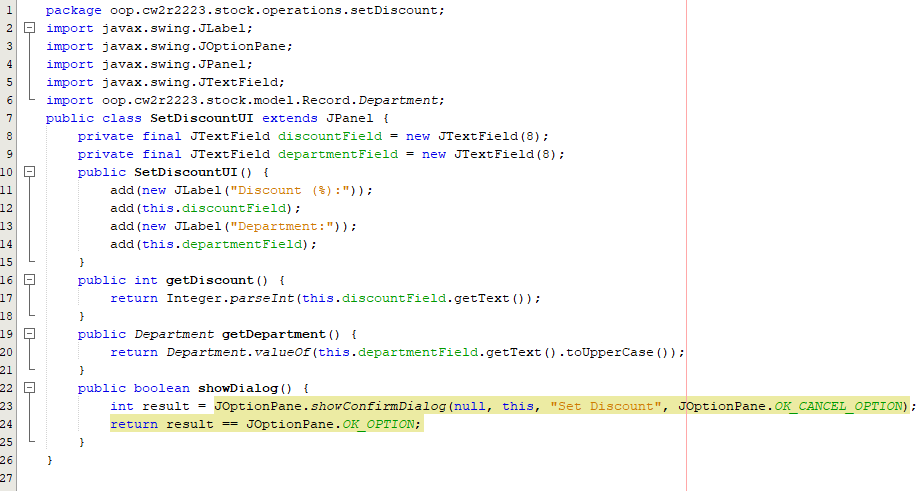 1 package oop.cw2r2223.stock.operations.setDiscount;
2 import javax.swing.JLabel;
3 import javax.swing.JOptionPane;
4 import javax.swing.JPanel;
5 import javax.swing.JTextField;
6 import oop.cw2r2223.stock.model.Record.Department;
7 public class SetDiscountUI extends JPanel {
8     private final JTextField discountField = new JTextField(8);
9     private final JTextField departmentField = new JTextField(8);
10     public SetDiscountUI() {
11         add(new JLabel("Discount (%):"));
12         add(this.discountField);
13         add(new JLabel("Department:"));
14         add(this.departmentField);
15     }
16     public int getDiscount() {
17         return Integer.parseInt(this.discountField.getText());
18     }
19     public Department getDepartment() {
20         return Department.valueOf(this.departmentField.getText().toUpperCase());
21     }
22     public boolean showDialog() {
23         int result = JOptionPane.showConfirmDialog(null, this, "Set Discount", JOptionPane.OK_CANCEL_OPTION);
24         return result == JOptionPane.OK_OPTION;
25     }
26 }
27